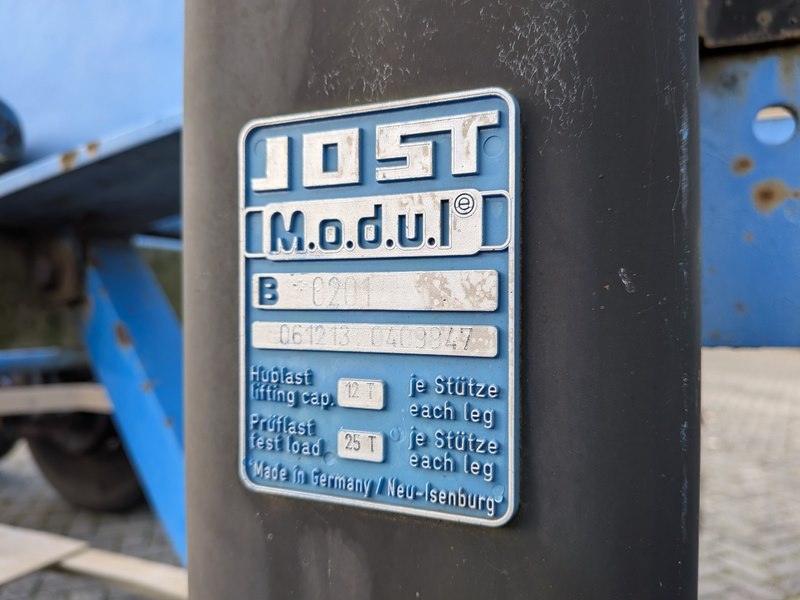 JOST
M.o.d.u.l ®
B 0201
061213 0409947
Hublast je Stütze
lifting cap. 12 T each leg
Prüflast je Stütze
test load 25 T each leg
Made in Germany / Neu-Isenburg